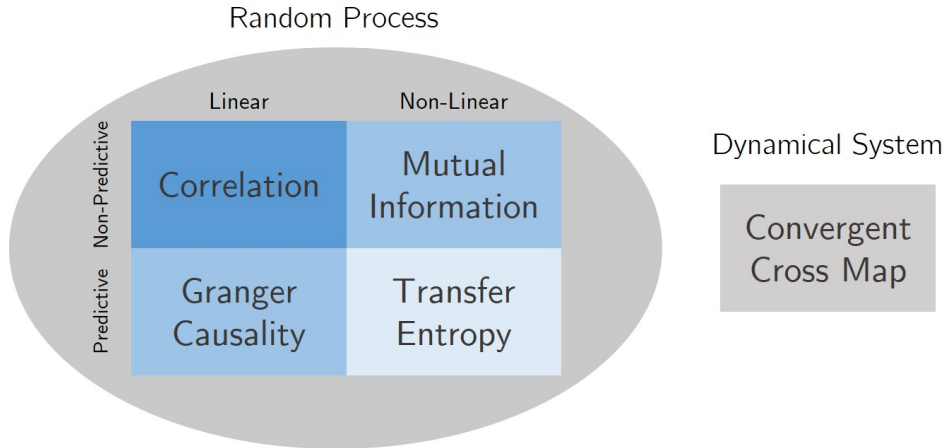 Random Process
Linear
Non-Linear
Non-Predictive
Correlation
Mutual
Information
Predictive
Granger
Causality
Transfer
Entropy
Dynamical System
Convergent
Cross Map